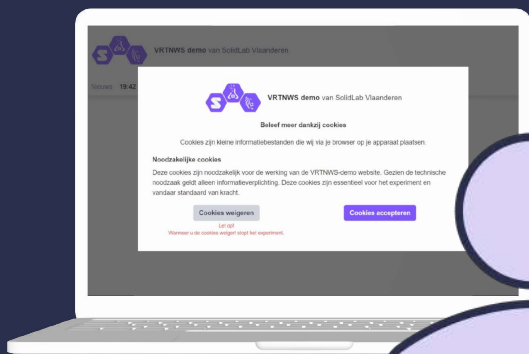 VRTNWS demo van SolidLab Vlaanderen
Nieuws 19:42
VRTNWS demo van SolidLab Vlaanderen
Beleef meer dankzij cookies
Cookies zijn kleine informatiebestanden die wij via je browser op je apparaat plaatsen.
Noodzakelijke cookies
Deze cookies zijn noodzakelijk voor de werking van de VRTNWS-demo website. Gezien de technische
noodzaak geldt alleen informatieverplichting. Deze cookies zijn essentieel voor het experiment en
vandaar standaard van kracht.
Cookies weigeren
Cookies accepteren
Let op!
Wanneer u de cookies weigert stopt het experiment.